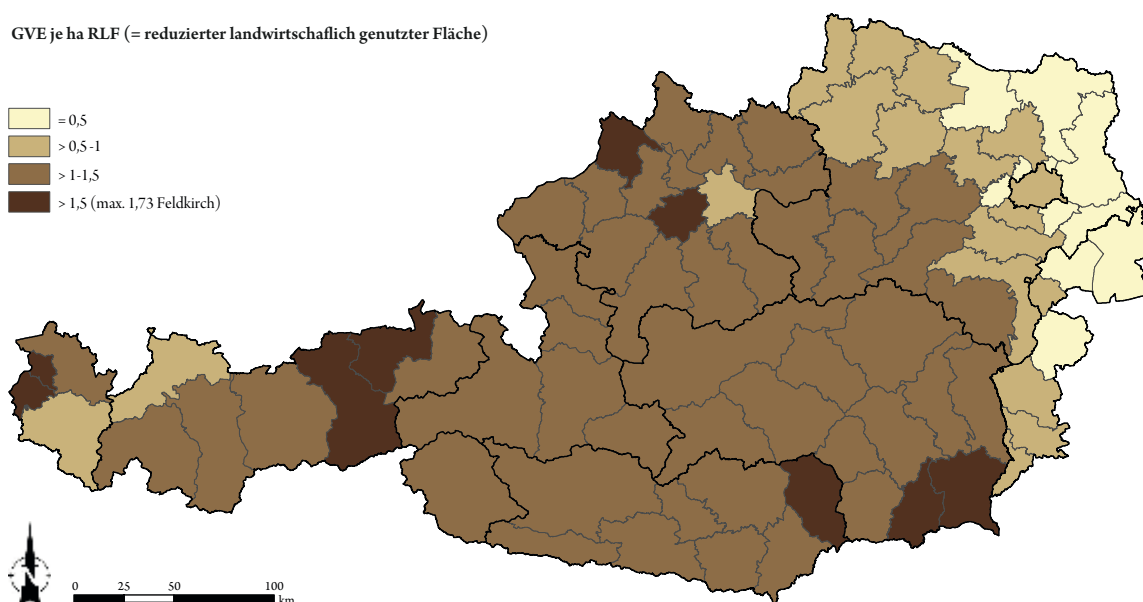 GVE je ha RLF (= reduzierter landwirtschaflich genutzter Fläche)
= 0,5
> 0,5 -1
> 1-1,5
> 1,5 (max. 1,73 Feldkirch)
N
0 25 50 100
km